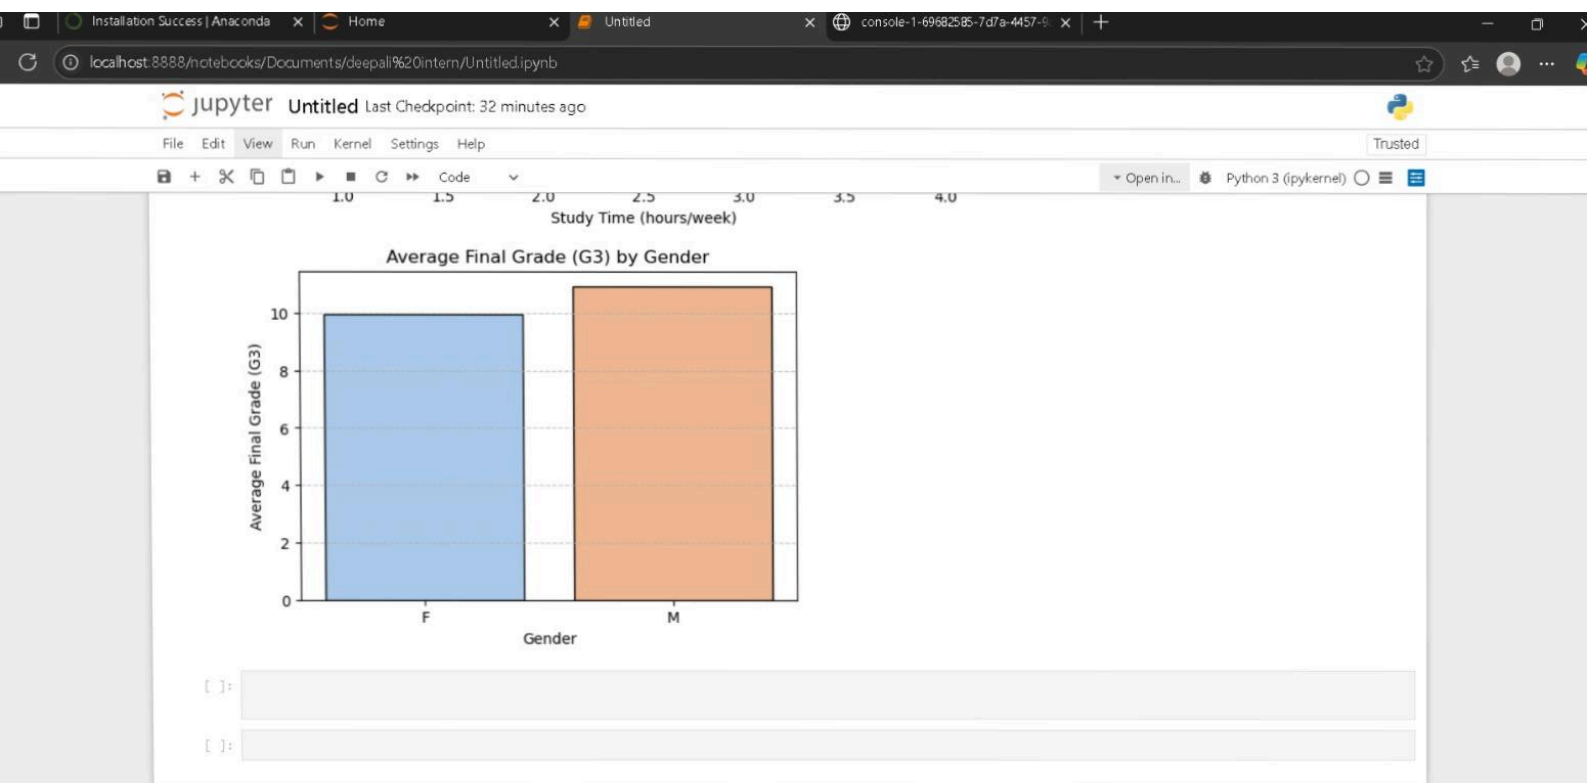 Installation Success | Anaconda
Home
Untitled
console-1-69682585-7d7a-4457-9
localhost:8888/notebooks/Documents/deepali%20intern/Untitled.ipynb
jupyter Untitled Last Checkpoint: 32 minutes ago
File Edit View Run Kernel Settings Help
Trusted
Code
Open in...
Python 3 (ipykernel)
1.0 1.5 2.0 2.5 3.0 3.5 4.0
Study Time (hours/week)
Average Final Grade (G3) by Gender
Average Final Grade (G3)
10
8
6
4
2
0
F M
Gender
[ ]:
[ ]: